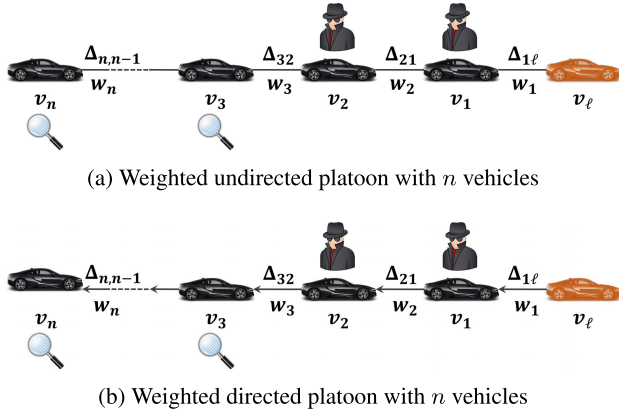 Δn,n−1 Δ32 Δ21 Δ1ℓ
wn w3 w2 w1
vn v3 v2 v1 vℓ
(a) Weighted undirected platoon with n vehicles
Δn,n−1 Δ32 Δ21 Δ1ℓ
wn w3 w2 w1
vn v3 v2 v1 vℓ
(b) Weighted directed platoon with n vehicles